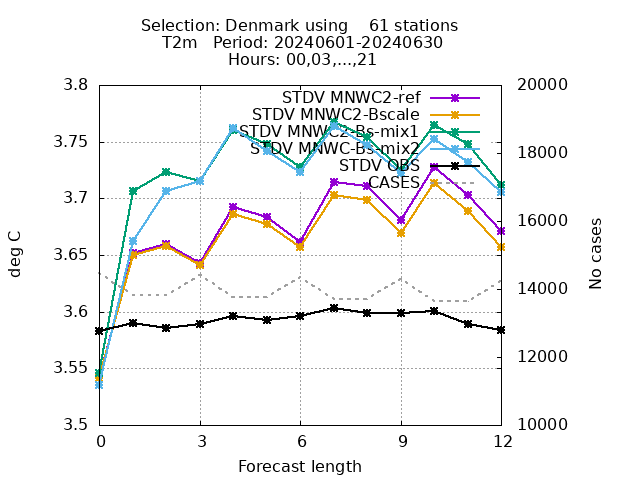 Selection: Denmark using    61 stations
T2m   Period: 20240601-20240630
Hours: 00,03,...,21
3.8
3.75
3.7
3.65
3.6
3.55
3.5
deg C
STDV MNWC2-ref
STDV MNWC2-Bscale
STDV MNWC2-Bs-mix1
STDV MNWC-Bs-mix2
STDV OBS
CASES
20000
18000
16000
14000
12000
10000
No cases
0 3 6 9 12
Forecast length